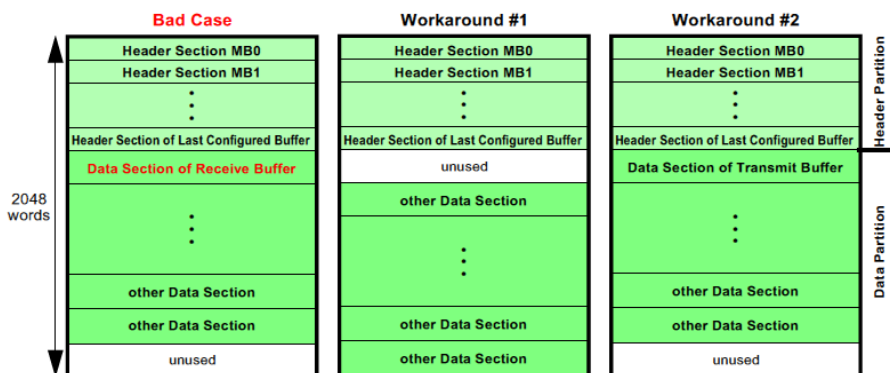 Bad Case
Header Section MB0
Header Section MB1
Header Section of Last Configured Buffer
Data Section of Receive Buffer
other Data Section
other Data Section
unused
2048
words
Workaround #1
Header Section MB0
Header Section MB1
Header Section of Last Configured Buffer
unused
other Data Section
other Data Section
other Data Section
Workaround #2
Header Section MB0
Header Section MB1
Header Section of Last Configured Buffer
Data Section of Transmit Buffer
other Data Section
other Data Section
unused
Header Partition
Data Partition